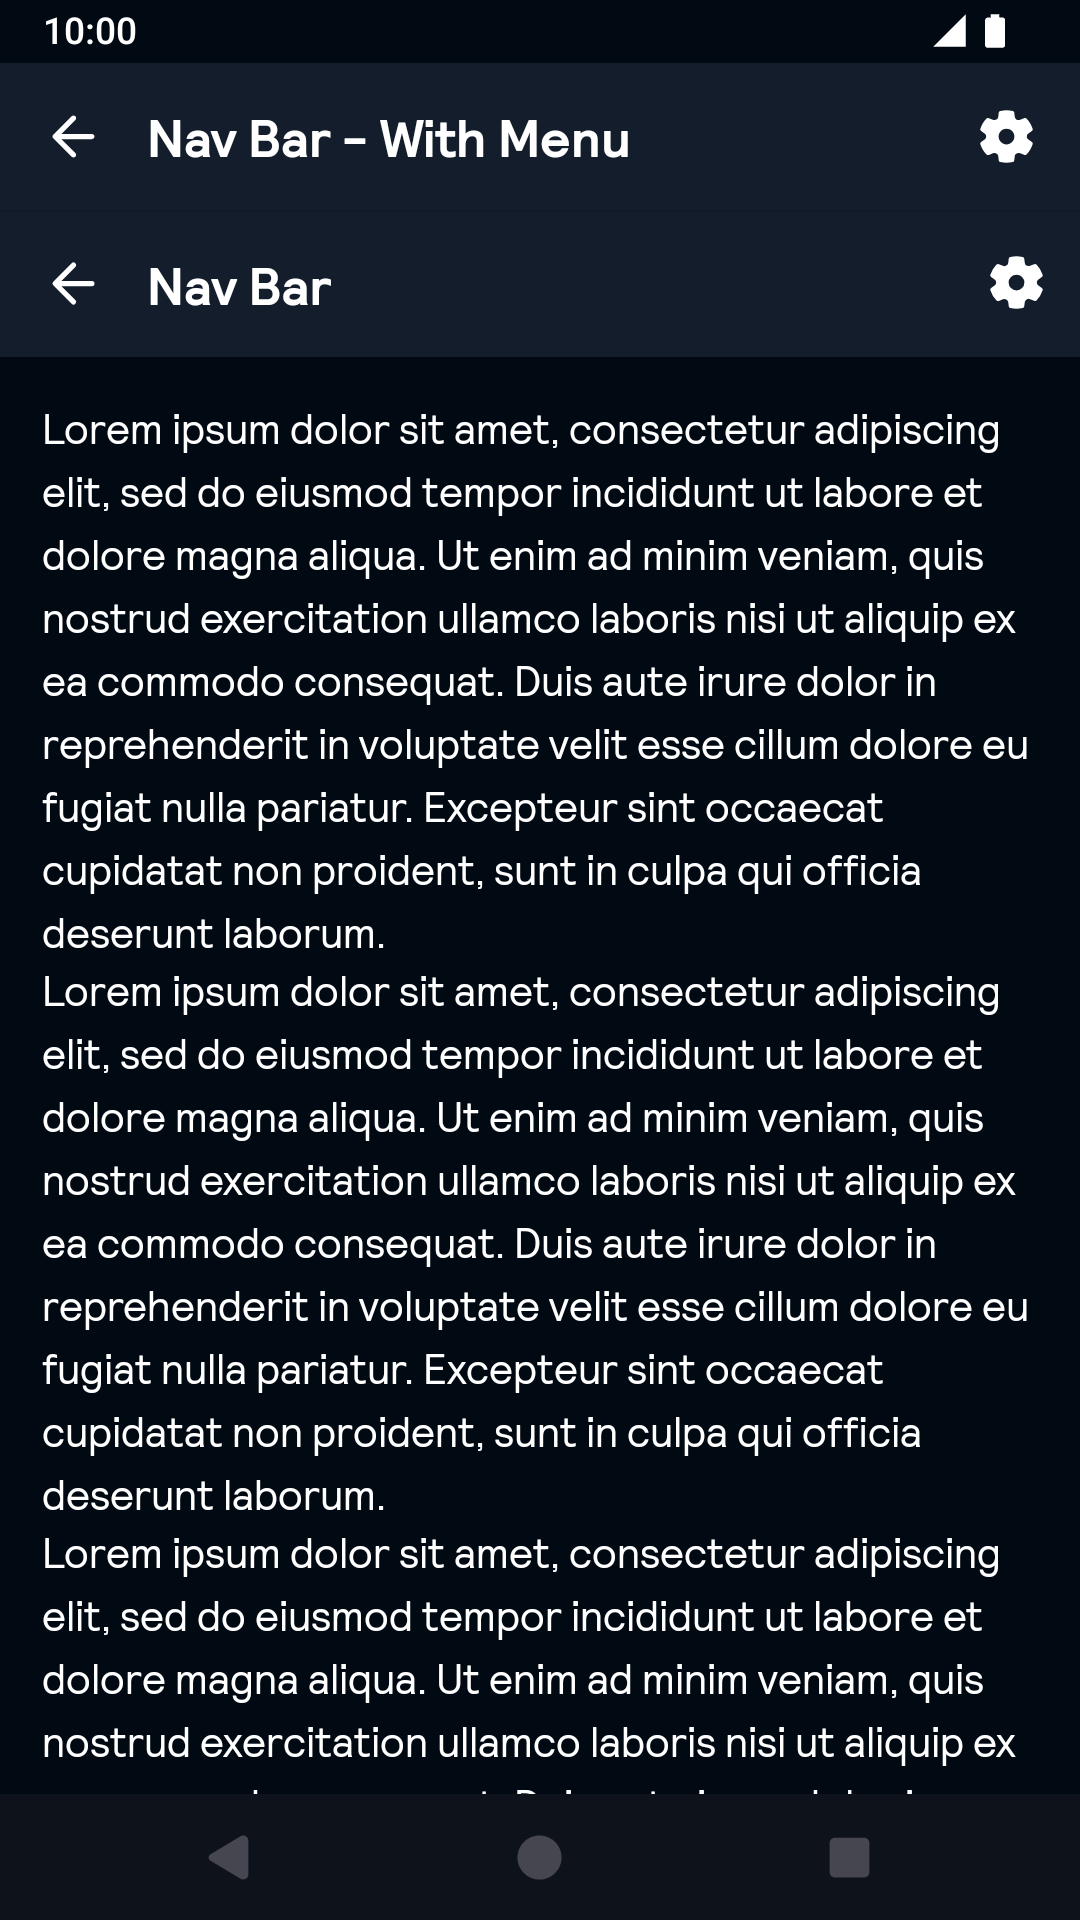 10:00
Nav Bar - With Menu
Nav Bar
Lorem ipsum dolor sit amet, consectetur adipiscing
elit, sed do eiusmod tempor incididunt ut labore et
dolore magna aliqua. Ut enim ad minim veniam, quis
nostrud exercitation ullamco laboris nisi ut aliquip ex
ea commodo consequat. Duis aute irure dolor in
reprehenderit in voluptate velit esse cillum dolore eu
fugiat nulla pariatur. Excepteur sint occaecat
cupidatat non proident, sunt in culpa qui officia
deserunt laborum.
Lorem ipsum dolor sit amet, consectetur adipiscing
elit, sed do eiusmod tempor incididunt ut labore et
dolore magna aliqua. Ut enim ad minim veniam, quis
nostrud exercitation ullamco laboris nisi ut aliquip ex
ea commodo consequat. Duis aute irure dolor in
reprehenderit in voluptate velit esse cillum dolore eu
fugiat nulla pariatur. Excepteur sint occaecat
cupidatat non proident, sunt in culpa qui officia
deserunt laborum.
Lorem ipsum dolor sit amet, consectetur adipiscing
elit, sed do eiusmod tempor incididunt ut labore et
dolore magna aliqua. Ut enim ad minim veniam, quis
nostrud exercitation ullamco laboris nisi ut aliquip ex